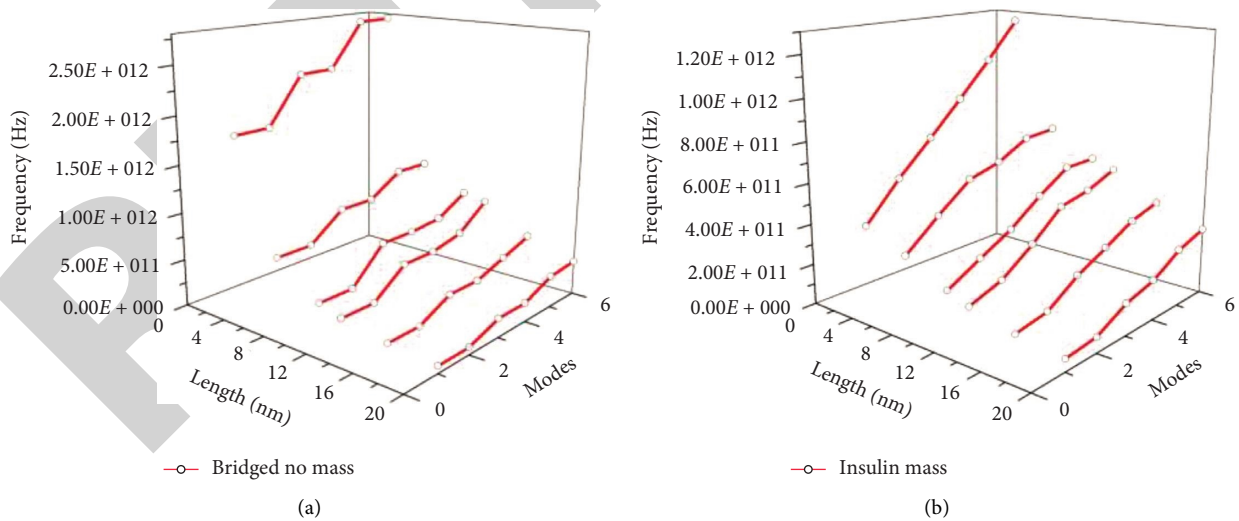 Frequency (Hz)
2.50E + 012
2.00E + 012
1.50E + 012
1.00E + 012
5.00E + 011
0.00E + 000
0
4
8
12
16
20
Length (nm)
0
2
4
6
Modes
Bridged no mass
(a)
Frequency (Hz)
1.20E + 012
1.00E + 012
8.00E + 011
6.00E + 011
4.00E + 011
2.00E + 011
0.00E + 000
0
4
8
12
16
20
Length (nm)
0
2
4
6
Modes
Insulin mass
(b)